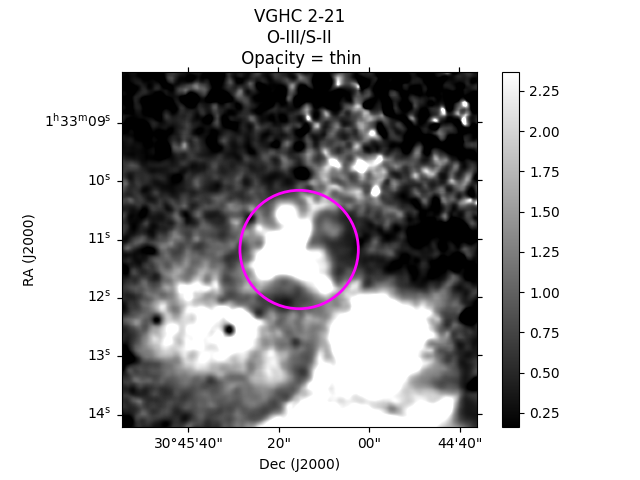 VGHC 2-21
O-III/S-II
Opacity = thin
RA (J2000)
1ʰ33ᵐ09ˢ
10ˢ
11ˢ
12ˢ
13ˢ
14ˢ
30°45'40" 20" 00" 44'40"
Dec (J2000)
2.25
2.00
1.75
1.50
1.25
1.00
0.75
0.50
0.25